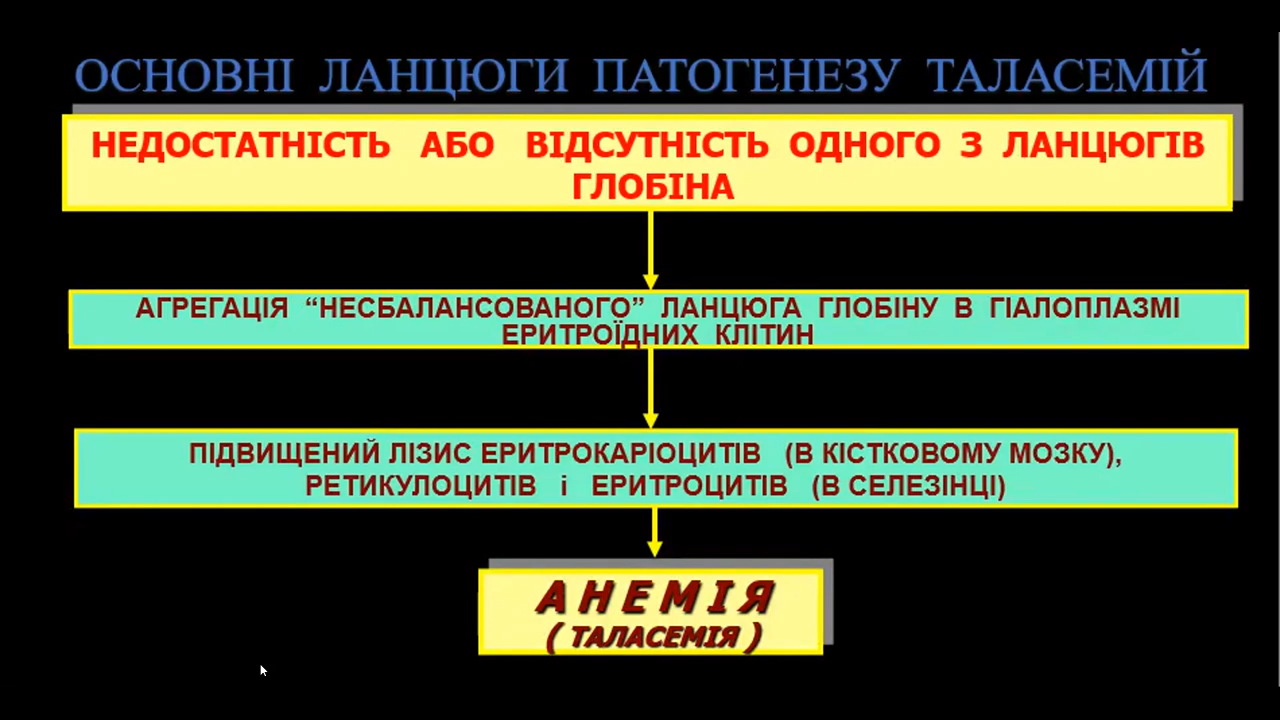 ОСНОВНІ ЛАНЦЮГИ ПАТОГЕНЕЗУ ТАЛАСЕМІЙ
НЕДОСТАТНІСТЬ АБО ВІДСУТНІСТЬ ОДНОГО З ЛАНЦЮГІВ
ГЛОБІНА
АГРЕГАЦІЯ “НЕСБАЛАНСОВАНОГО” ЛАНЦЮГА ГЛОБІНУ В ГІАЛОПЛАЗМІ
ЕРИТРОЇДНИХ КЛІТИН
ПІДВИЩЕНИЙ ЛІЗИС ЕРИТРОКАРІОЦИТІВ (В КІСТКОВОМУ МОЗКУ),
РЕТИКУЛОЦИТІВ і ЕРИТРОЦИТІВ (В СЕЛЕЗІНЦІ)
А Н Е М І Я
( ТАЛАСЕМІЯ )